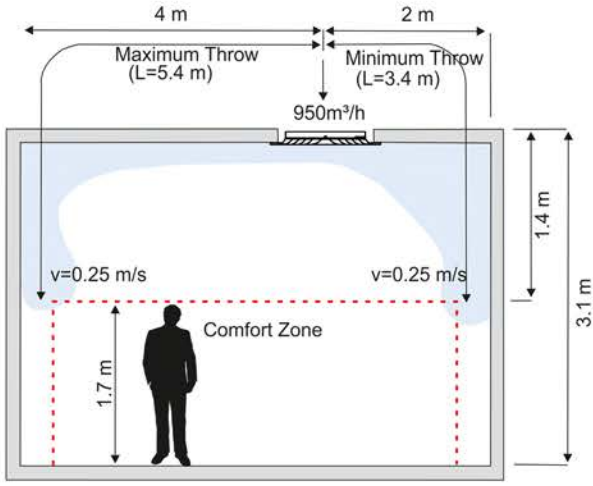 4 m
2 m
Maximum Throw
(L=5.4 m)
Minimum Throw
(L=3.4 m)
950m³/h
1.4 m
3.1 m
v=0.25 m/s
v=0.25 m/s
Comfort Zone
1.7 m